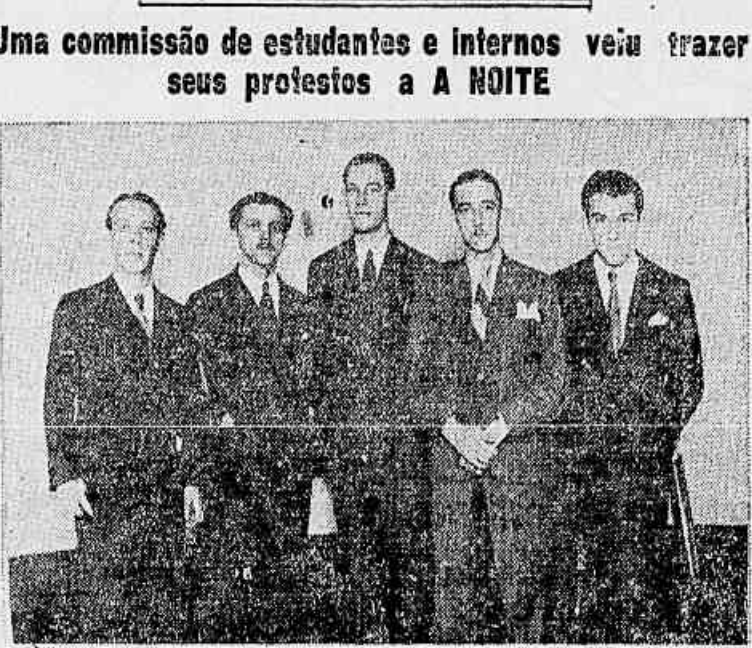 Uma commissão de estudantes e internos veiu trazer
seus protestos a A NOITE